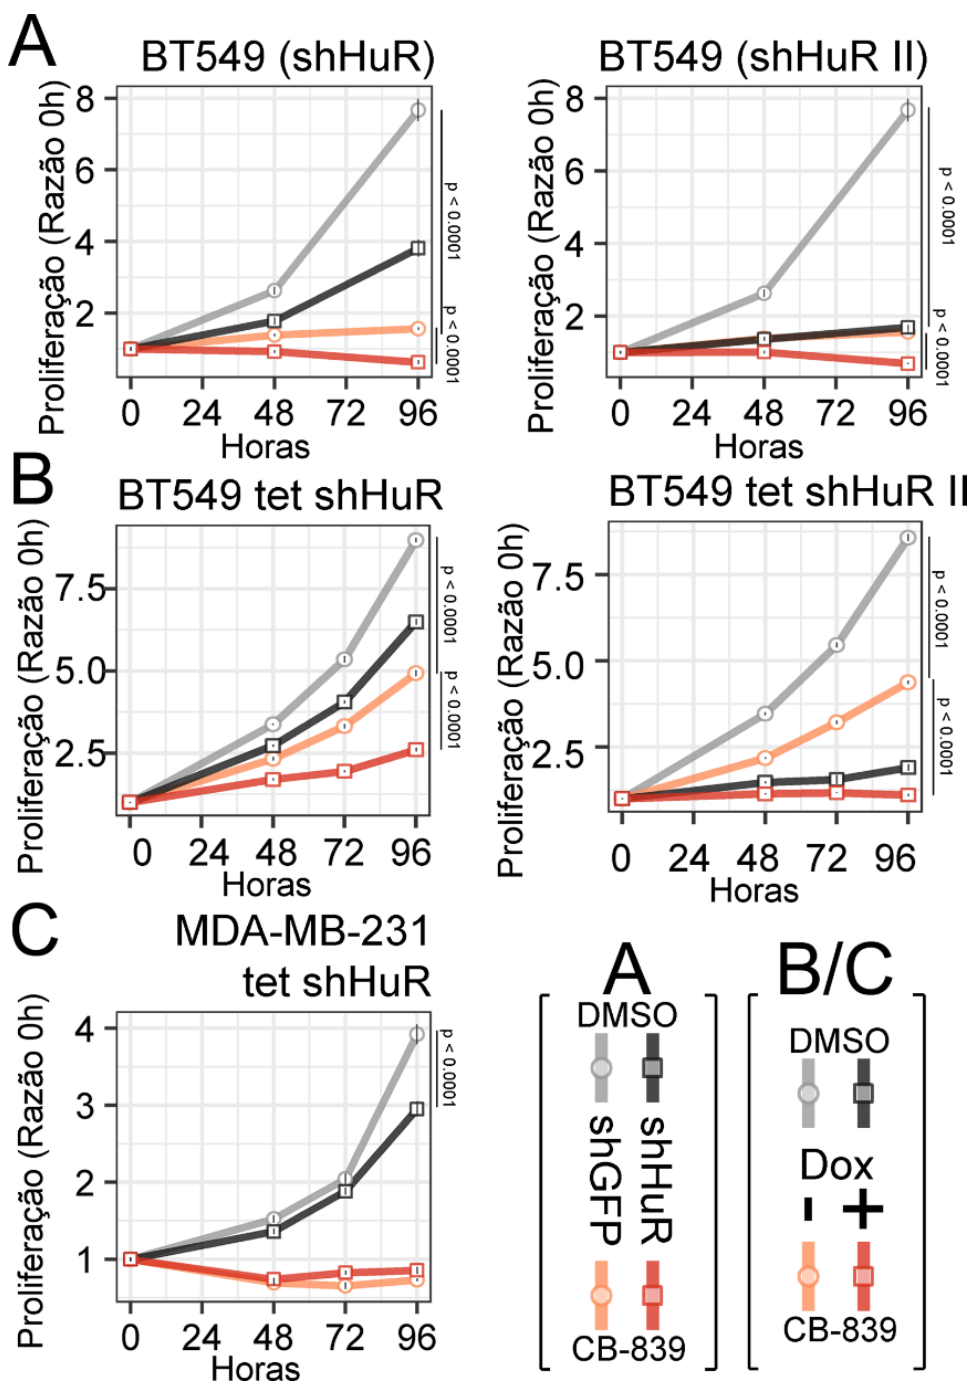 A
BT549 (shHuR)
BT549 (shHuR II)
Proliferação (Razão 0h)
8
6
4
2
0 24 48 72 96
Horas
p < 0.0001
p < 0.0001
Proliferação (Razão 0h)
8
6
4
2
0 24 48 72 96
Horas
p < 0.0001
p < 0.0001
B
BT549 tet shHuR
BT549 tet shHuR II
Proliferação (Razão 0h)
7.5
5.0
2.5
0 24 48 72 96
Horas
p < 0.0001
p < 0.0001
Proliferação (Razão 0h)
7.5
5.0
2.5
0 24 48 72 96
Horas
p < 0.0001
p < 0.0001
C
MDA-MB-231
tet shHuR
Proliferação (Razão 0h)
4
3
2
1
0 24 48 72 96
Horas
p < 0.0001
A
DMSO
shGFP
shHuR
CB-839
B/C
DMSO
Dox
- +
CB-839